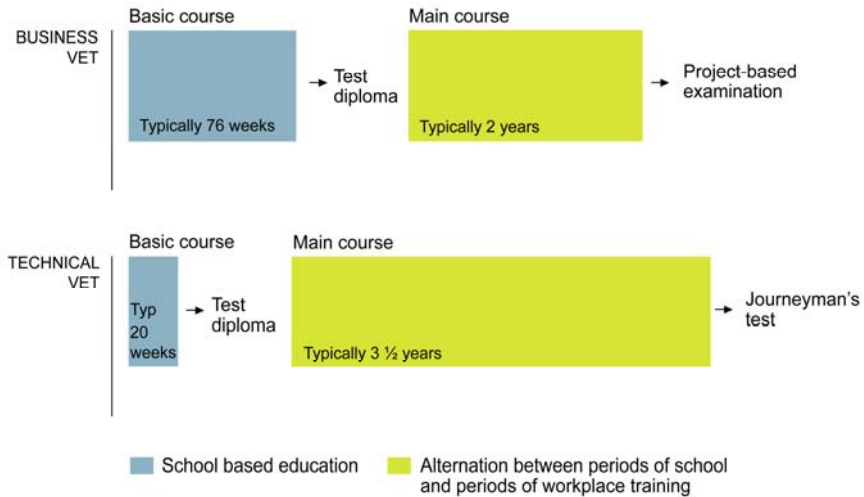 Basic course
Main course
BUSINESS
VET
Typically 76 weeks
Test
diploma
Typically 2 years
Project-based
examination
Basic course
Main course
TECHNICAL
VET
Typ
20
weeks
Test
diploma
Typically 3 ½ years
Journeyman's
test
School based education
Alternation between periods of school
and periods of workplace training